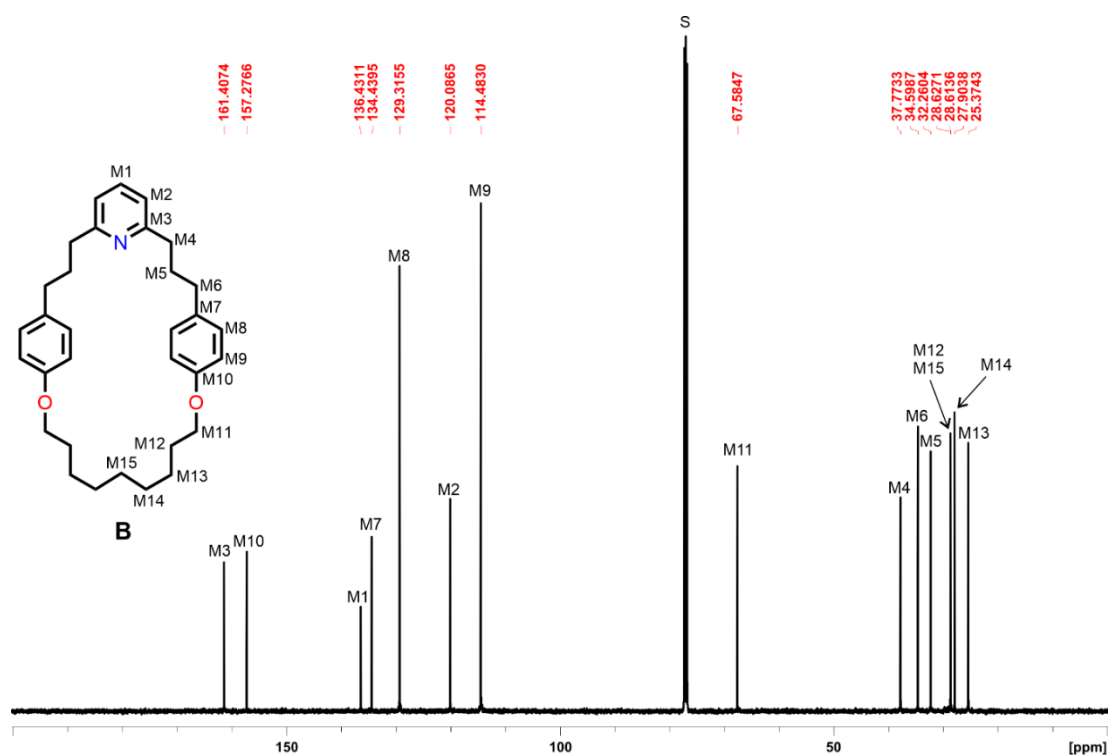 S
161.4074
157.2766
136.4311
134.4395
129.3155
120.0865
114.4830
67.5847
37.7733
34.5987
32.2604
28.6271
28.6136
27.9038
25.3743
M1
M2
M3
N
M4
M5
M6
M7
M8
M9
M10
O
O
M11
M12
M13
M15
M14
B
M3
M10
M1
M7
M8
M2
M9
M11
M4
M6
M5
M12
M15
M14
M13
150
100
50
[ppm]